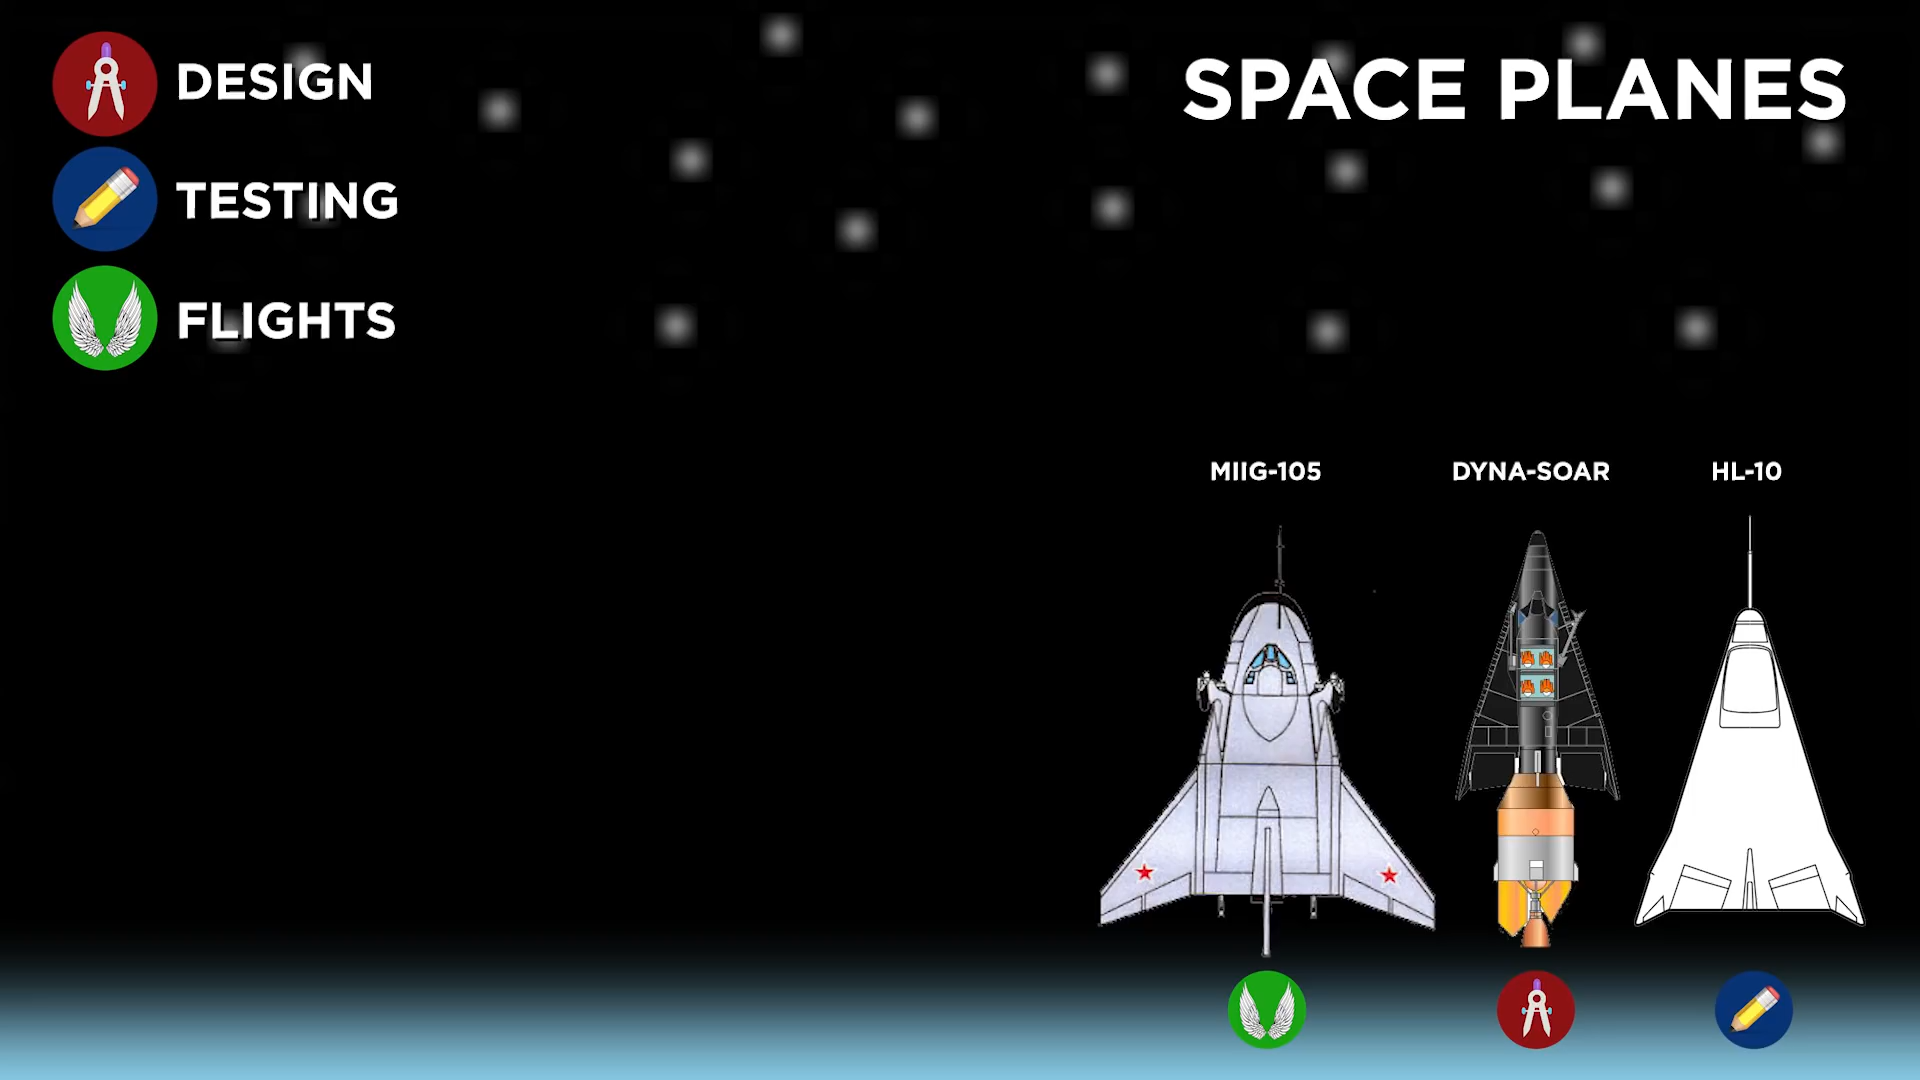 DESIGN
TESTING
FLIGHTS
SPACE PLANES
MIIG-105
DYNA-SOAR
HL-10